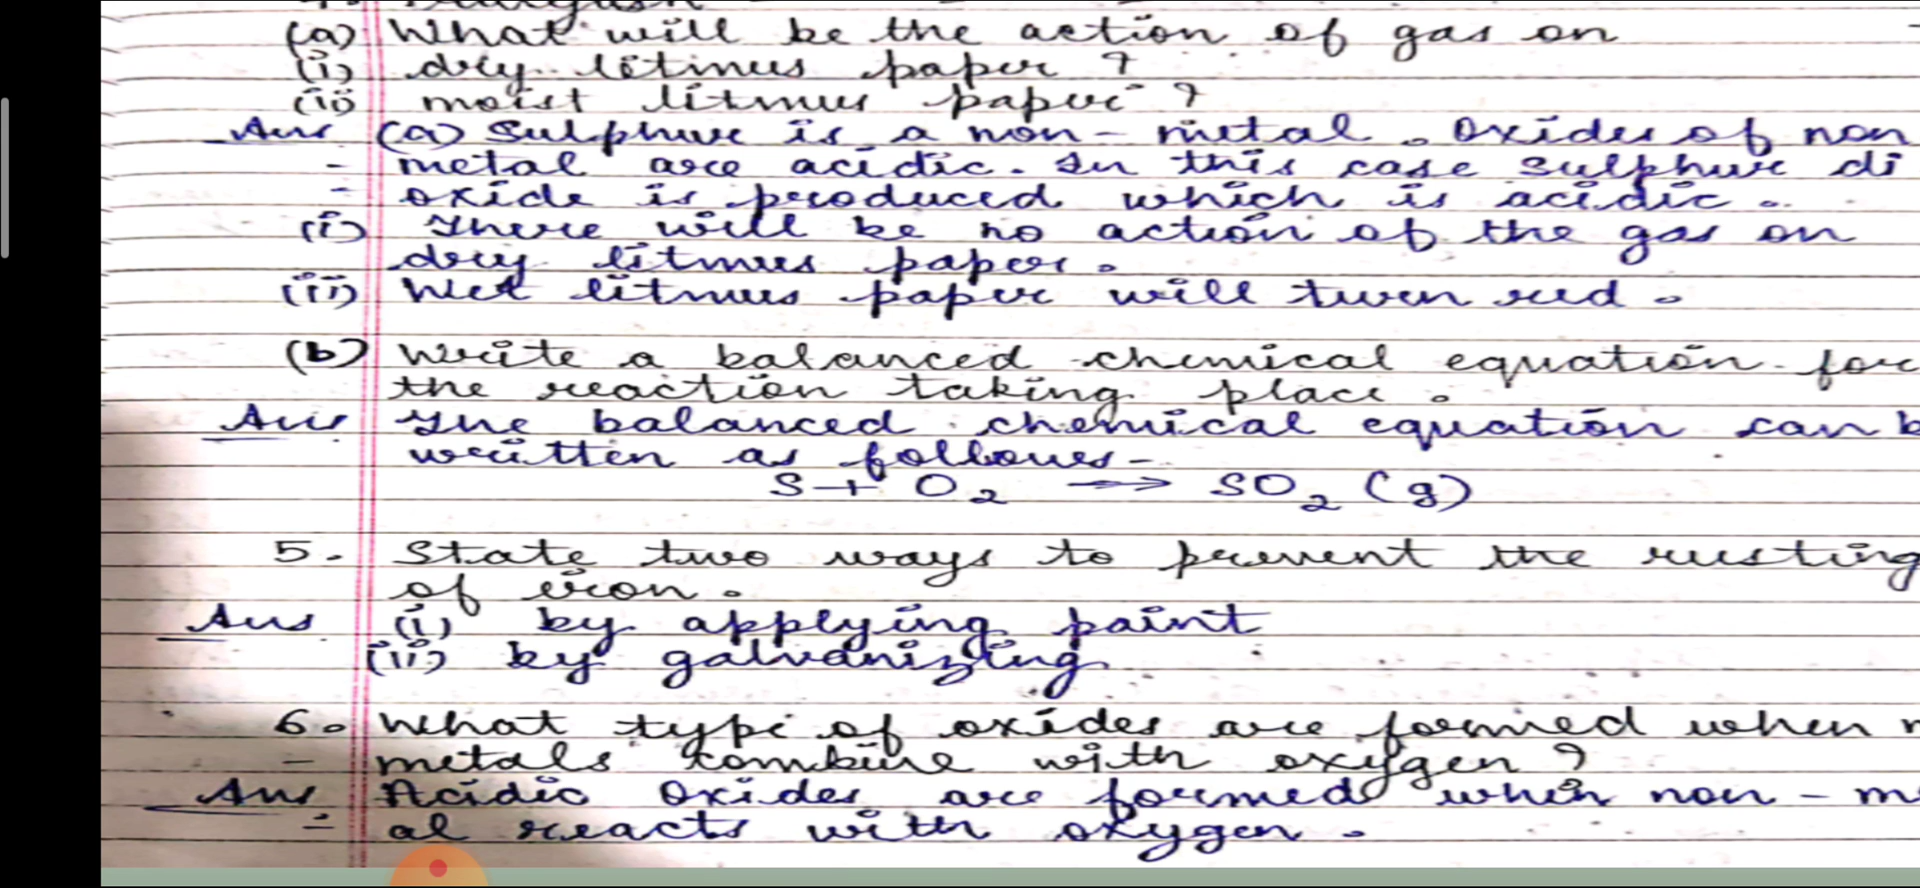 (a) What will be the action of gas on
(i) dry litmus paper ?
(ii) moist litmus paper ?
Ans (a) Sulphur is a non - metal . Oxides of non
- metal are acidic . In this case sulphur di
- oxide is produced which is acidic .
(i) There will be no action of the gas on
dry litmus paper .
(ii) Wet litmus paper will turn red .
(b) Write a balanced chemical equation for
the reaction taking place .
Ans The balanced chemical equation can b
written as follows -
S + O₂ → SO₂ (g)
5. State two ways to prevent the rusting
of iron .
Ans (i) by applying paint
(ii) by galvanizing
6. What type of oxides are formed when
- metals combine with oxygen ?
Ans Acidic oxides are formed when non - m
- al reacts with oxygen .